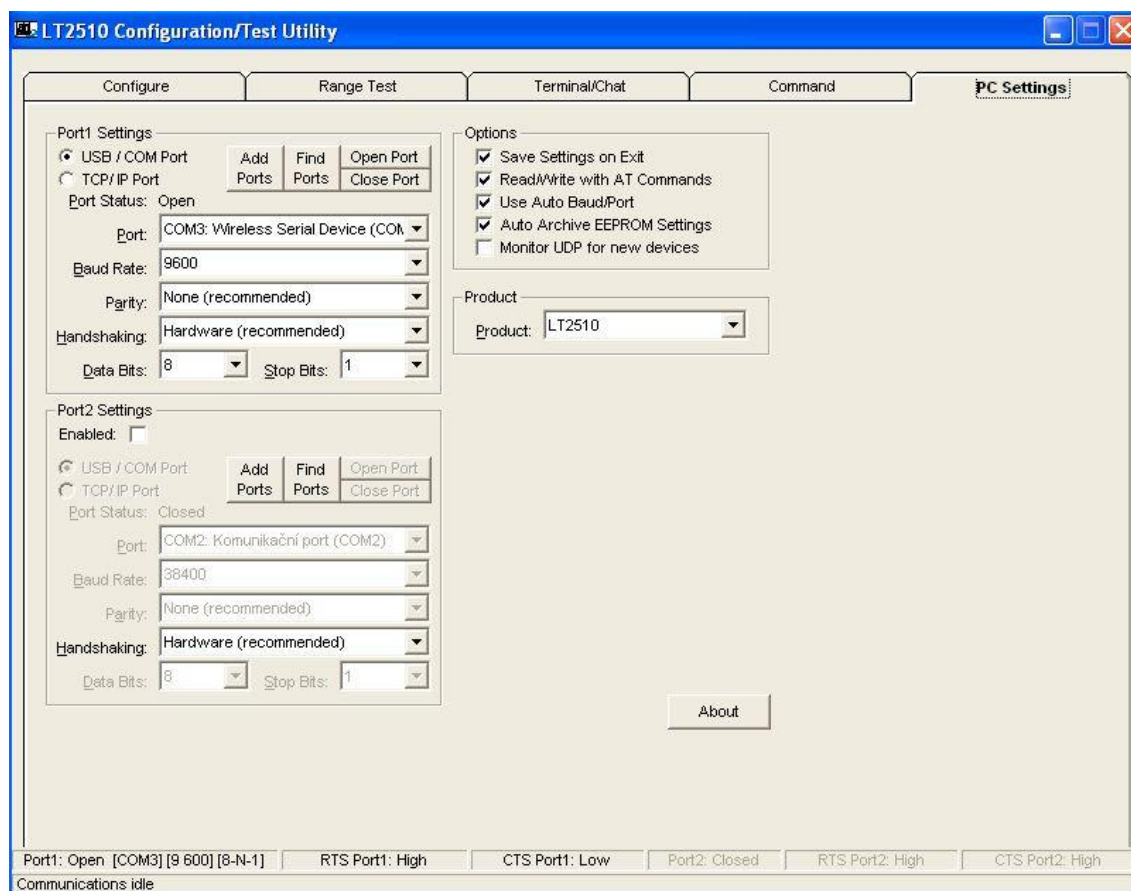 LT2510 Configuration/Test Utility
Configure
Range Test
Terminal/Chat
Command
PC Settings
Port1 Settings
USB / COM Port
TCP/IP Port
Add Ports
Find Ports
Open Port
Close Port
Port Status: Open
Port: COM3: Wireless Serial Device (COM
Baud Rate: 9600
Parity: None (recommended)
Handshaking: Hardware (recommended)
Data Bits: 8 Stop Bits: 1
Port2 Settings
Enabled:
USB / COM Port
TCP/IP Port
Add Ports
Find Ports
Open Port
Close Port
Port Status: Closed
Port: COM2: Komunikační port (COM2)
Baud Rate: 38400
Parity: None (recommended)
Handshaking: Hardware (recommended)
Data Bits: 8 Stop Bits: 1
Options
Save Settings on Exit
Read/Write with AT Commands
Use Auto Baud/Port
Auto Archive EEPROM Settings
Monitor UDP for new devices
Product
Product: LT2510
About
Port1: Open [COM3] [9 600] [8-N-1] RTS Port1: High CTS Port1: Low Port2: Closed RTS Port2: High CTS Port2: High
Communications idle